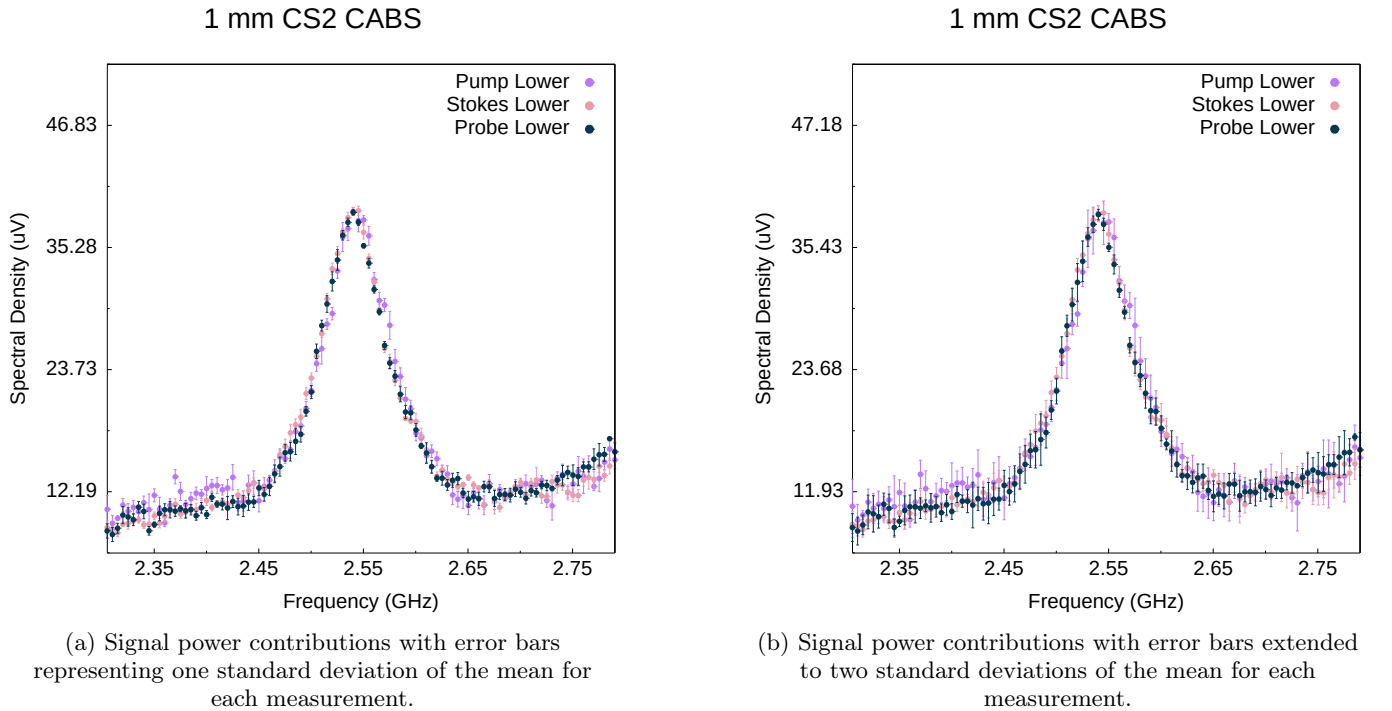 1 mm CS2 CABS
Pump Lower
Stokes Lower
Probe Lower
46.83
35.28
23.73
12.19
Spectral Density (uV)
2.35 2.45 2.55 2.65 2.75
Frequency (GHz)
(a) Signal power contributions with error bars
representing one standard deviation of the mean for
each measurement.
1 mm CS2 CABS
Pump Lower
Stokes Lower
Probe Lower
47.18
35.43
23.68
11.93
Spectral Density (uV)
2.35 2.45 2.55 2.65 2.75
Frequency (GHz)
(b) Signal power contributions with error bars extended
to two standard deviations of the mean for each
measurement.